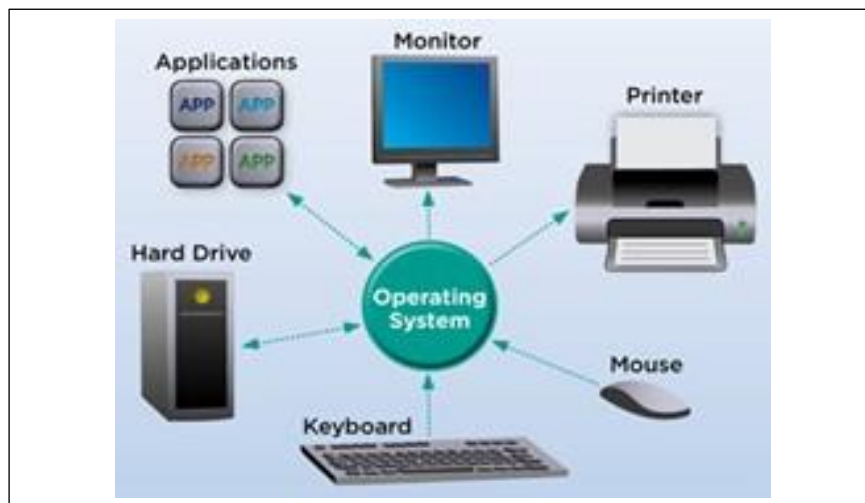 Monitor
Applications
APP APP
APP APP
Printer
Hard Drive
Operating
System
Mouse
Keyboard